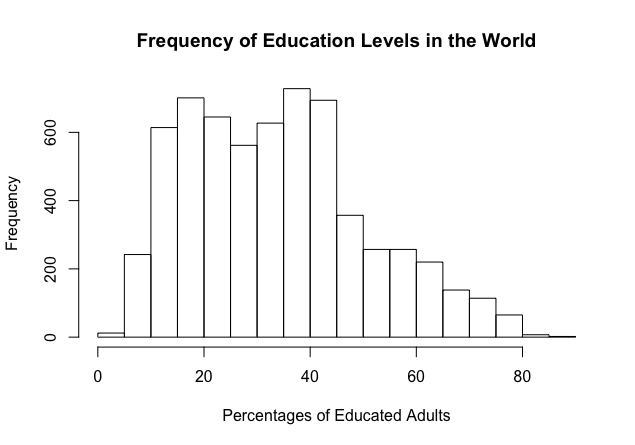 Frequency of Education Levels in the World
Frequency
600
400
200
0
0 20 40 60 80
Percentages of Educated Adults